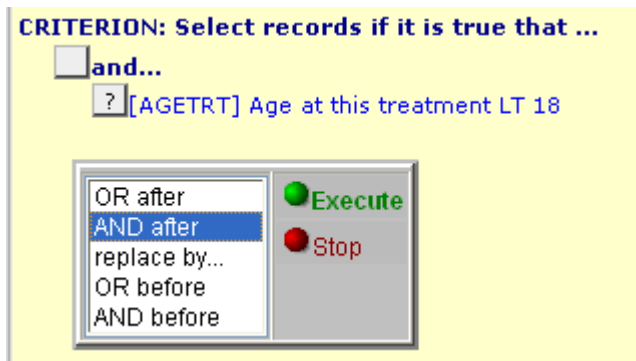 CRITERION: Select records if it is true that ...
and...
? [AGETRT] Age at this treatment LT 18
OR after
AND after
replace by...
OR before
AND before
Execute
Stop